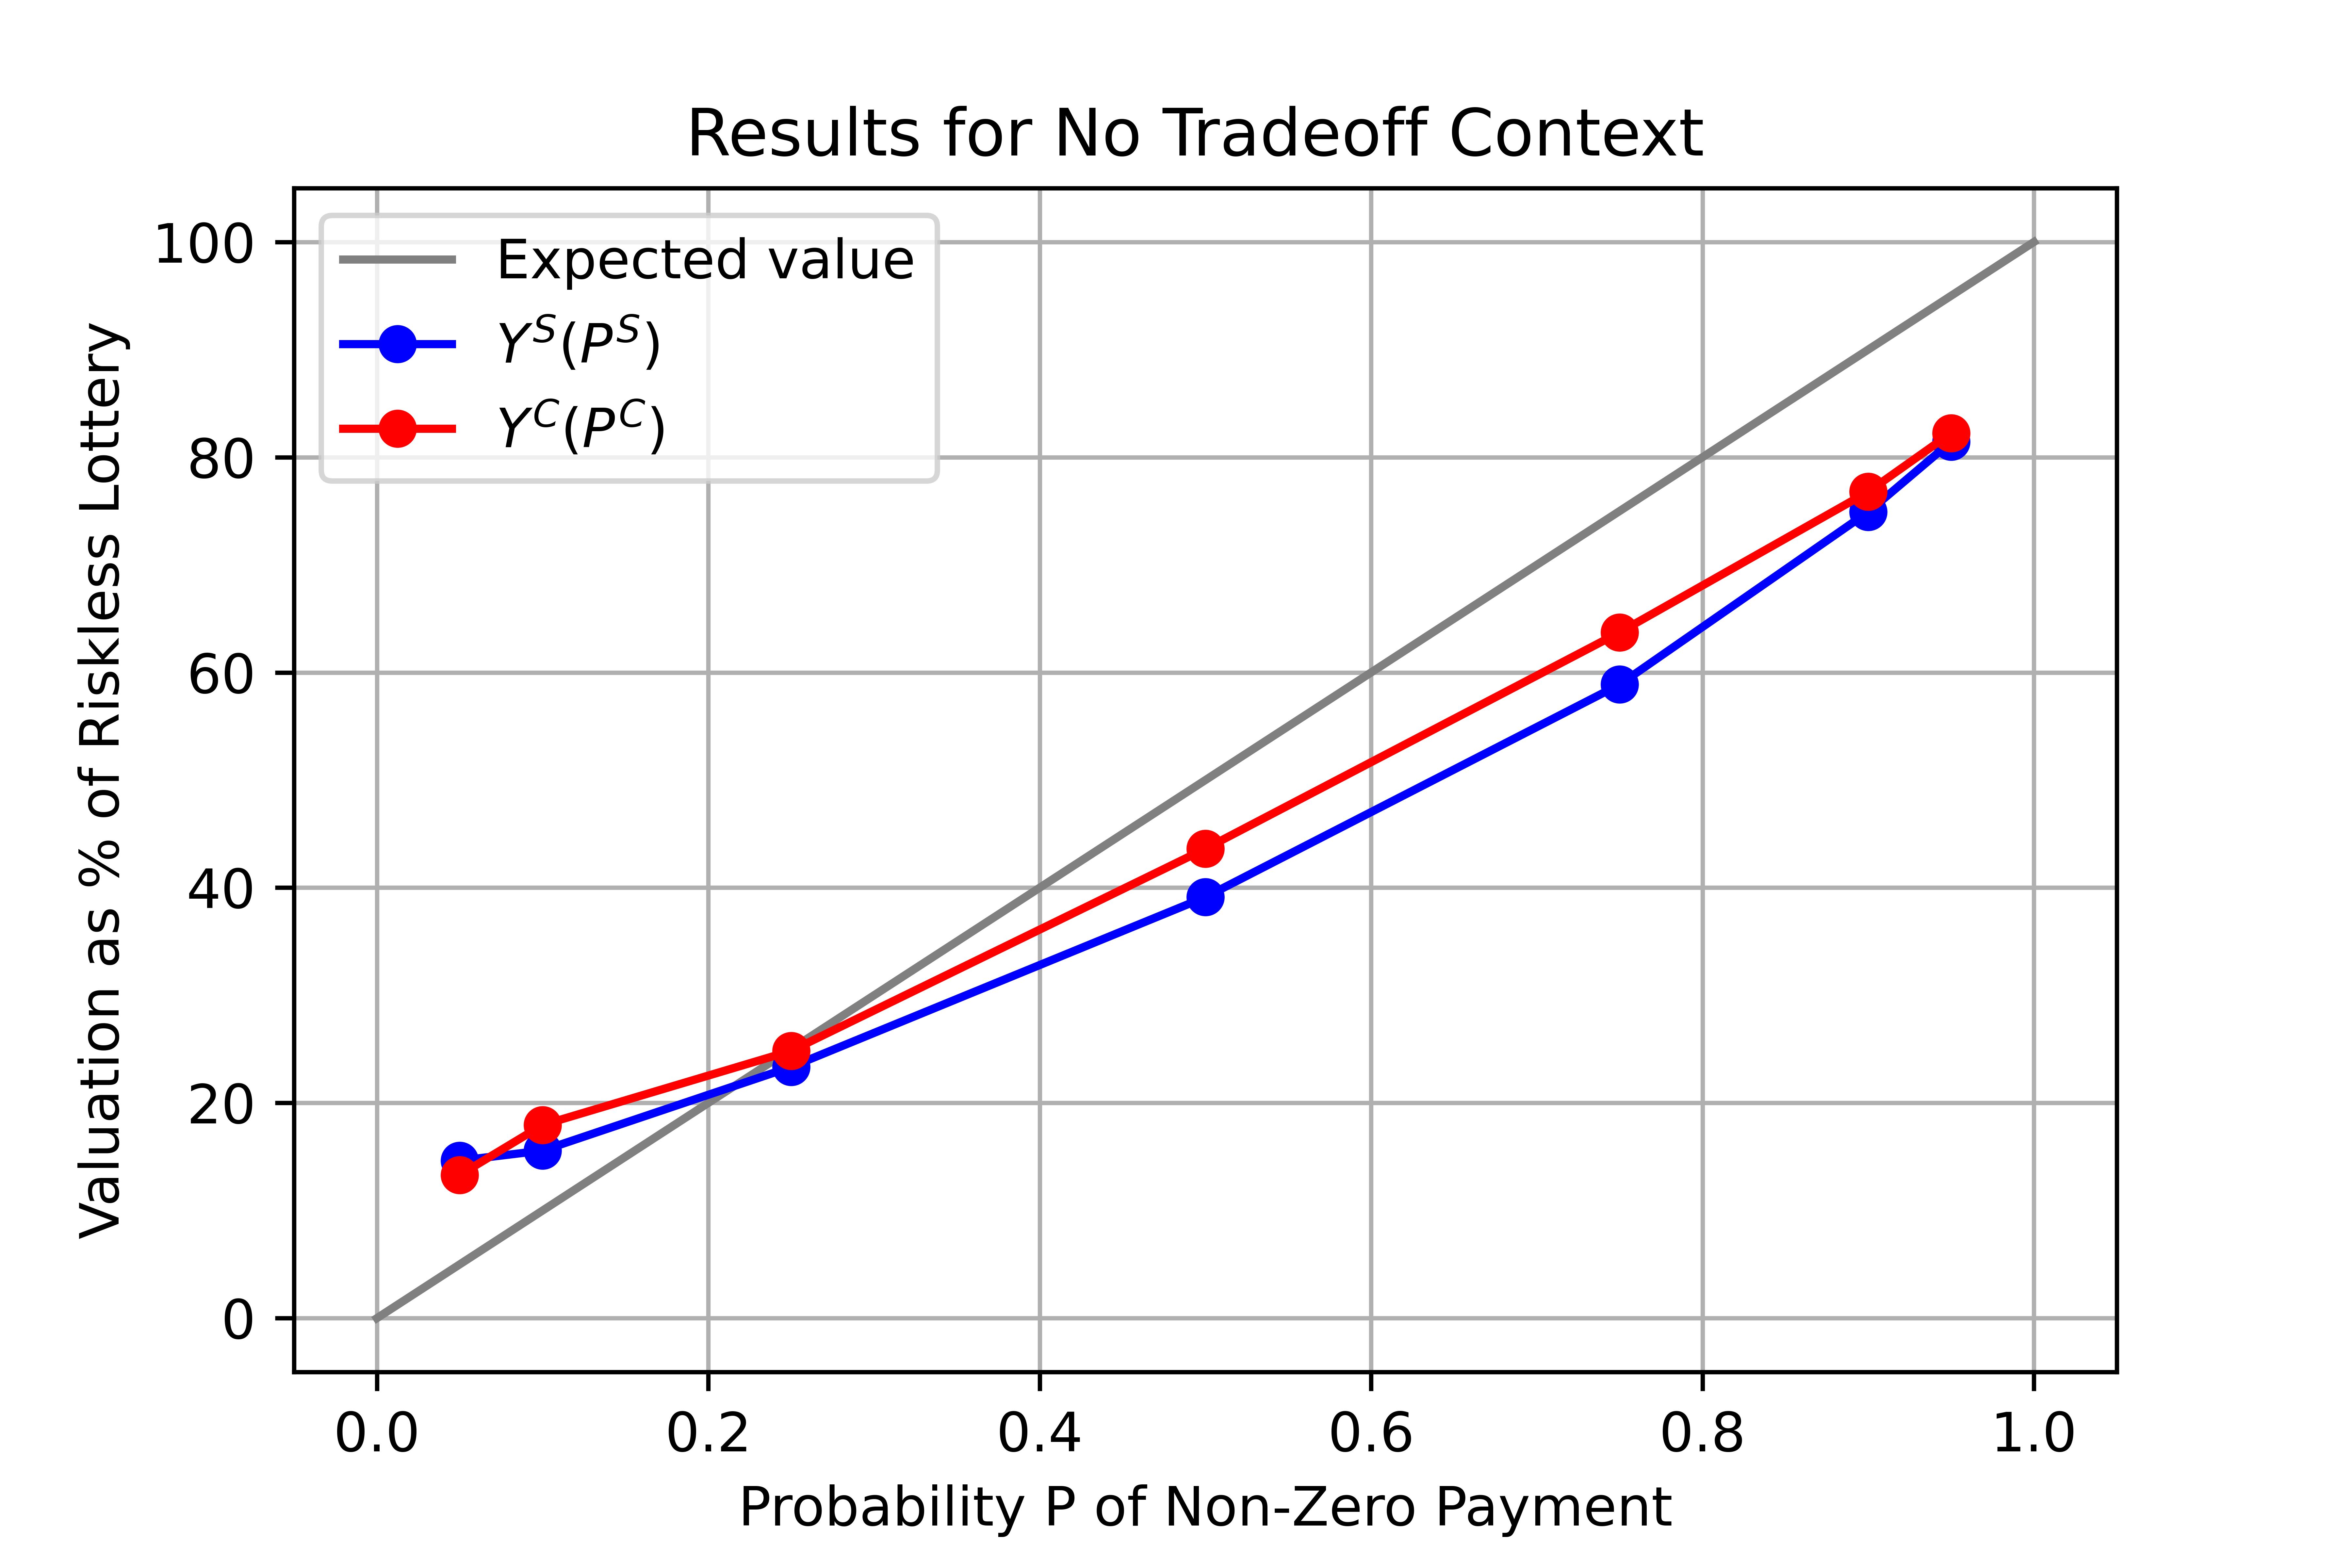 Results for No Tradeoff Context
Expected value
Y^S(P^S)
Y^C(P^C)
Valuation as % of Riskless Lottery
100
80
60
40
20
0
0.0 0.2 0.4 0.6 0.8 1.0
Probability P of Non-Zero Payment